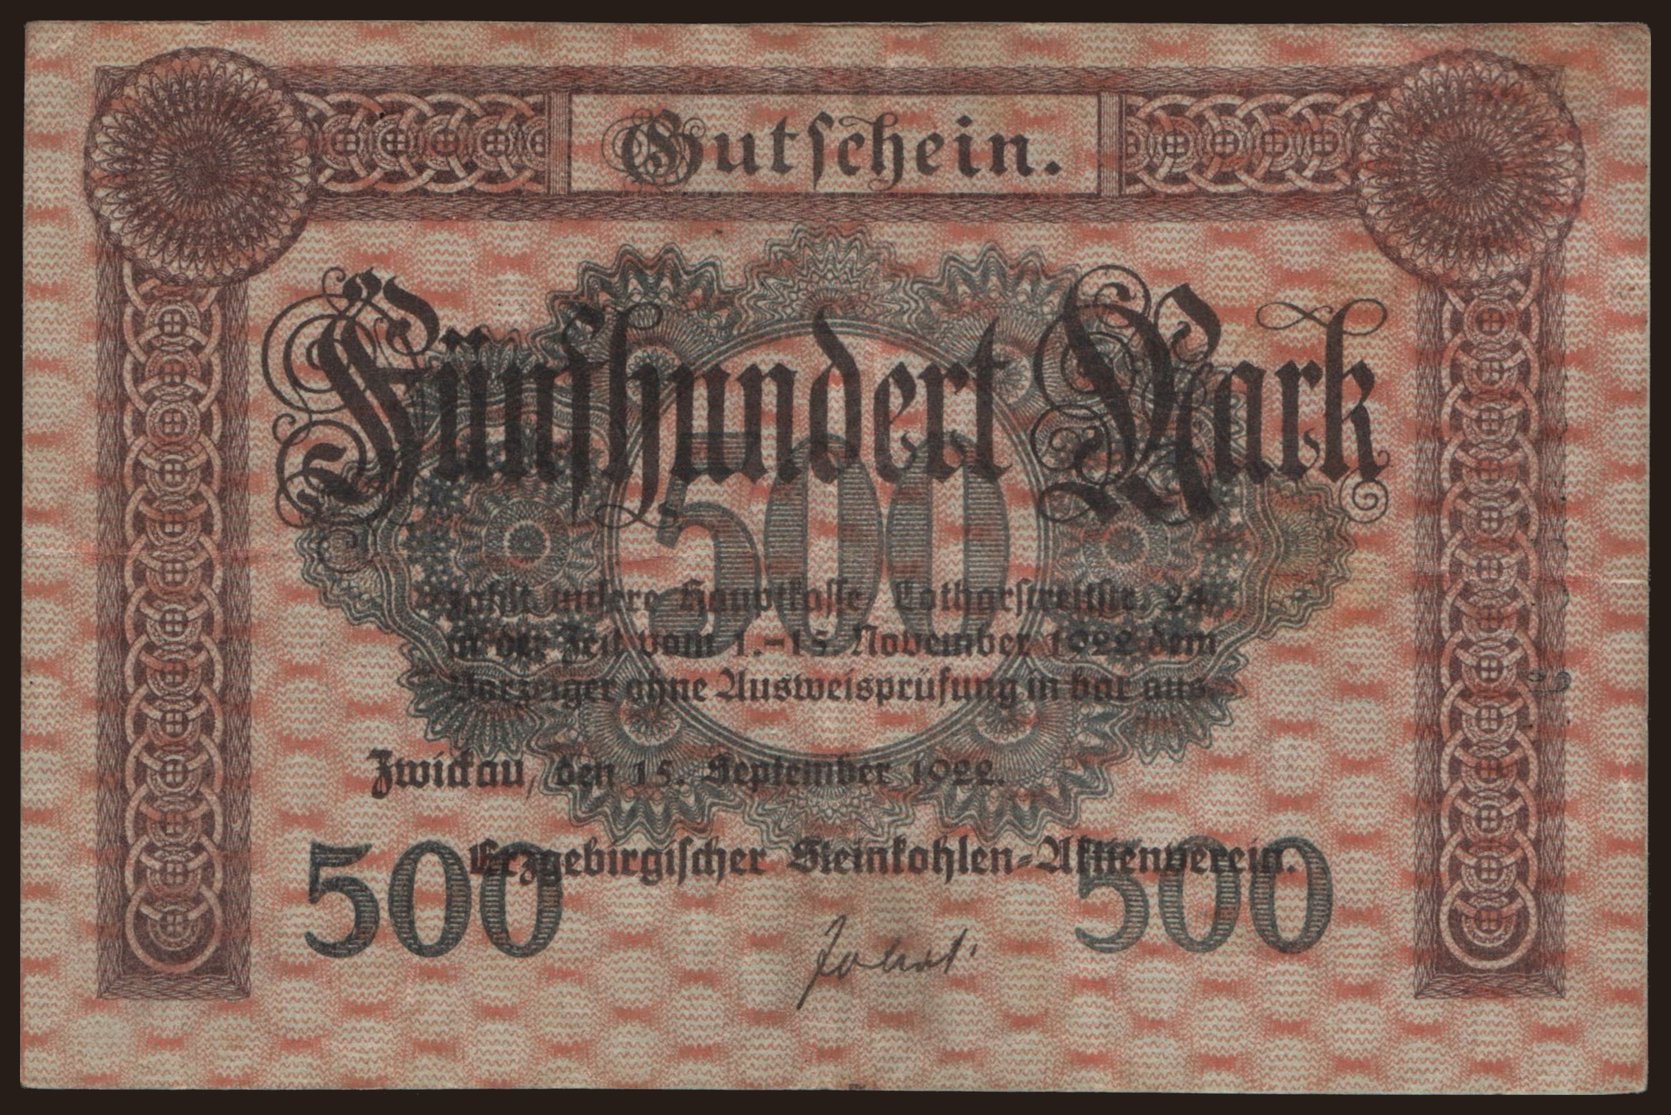 Gutschein.
Fünfhundert Mark
500
zahlt unsere Hauptkasse, Lotharstreitstr. 24,
in der Zeit vom 1.-15. November 1922 dem
Vorzeiger ohne Ausweisprüfung in bar aus.
Zwickau, den 15. September 1922.
Erzgebirgischer Steinkohlen-Aktienverein.
500 500